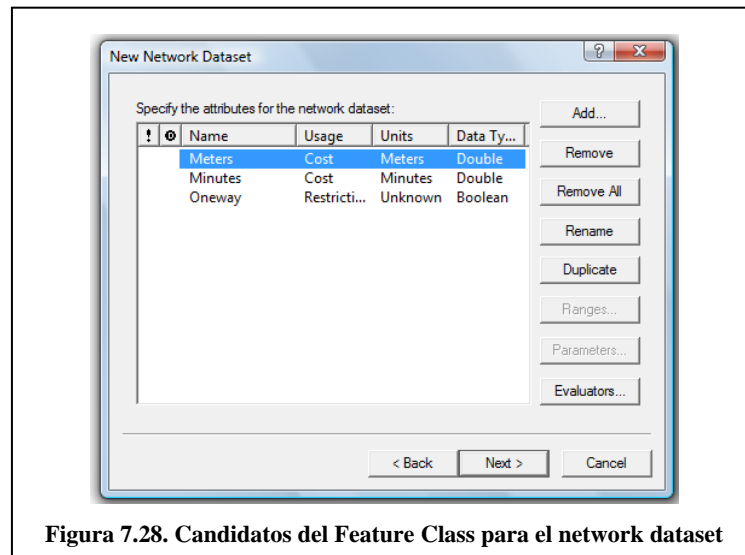 New Network Dataset
Specify the attributes for the network dataset:
! Name Usage Units Data Ty...
Meters Cost Meters Double
Minutes Cost Minutes Double
Oneway Restricti... Unknown Boolean
Add...
Remove
Remove All
Rename
Duplicate
Ranges...
Parameters...
Evaluators...
< Back Next > Cancel
Figura 7.28. Candidatos del Feature Class para el network dataset